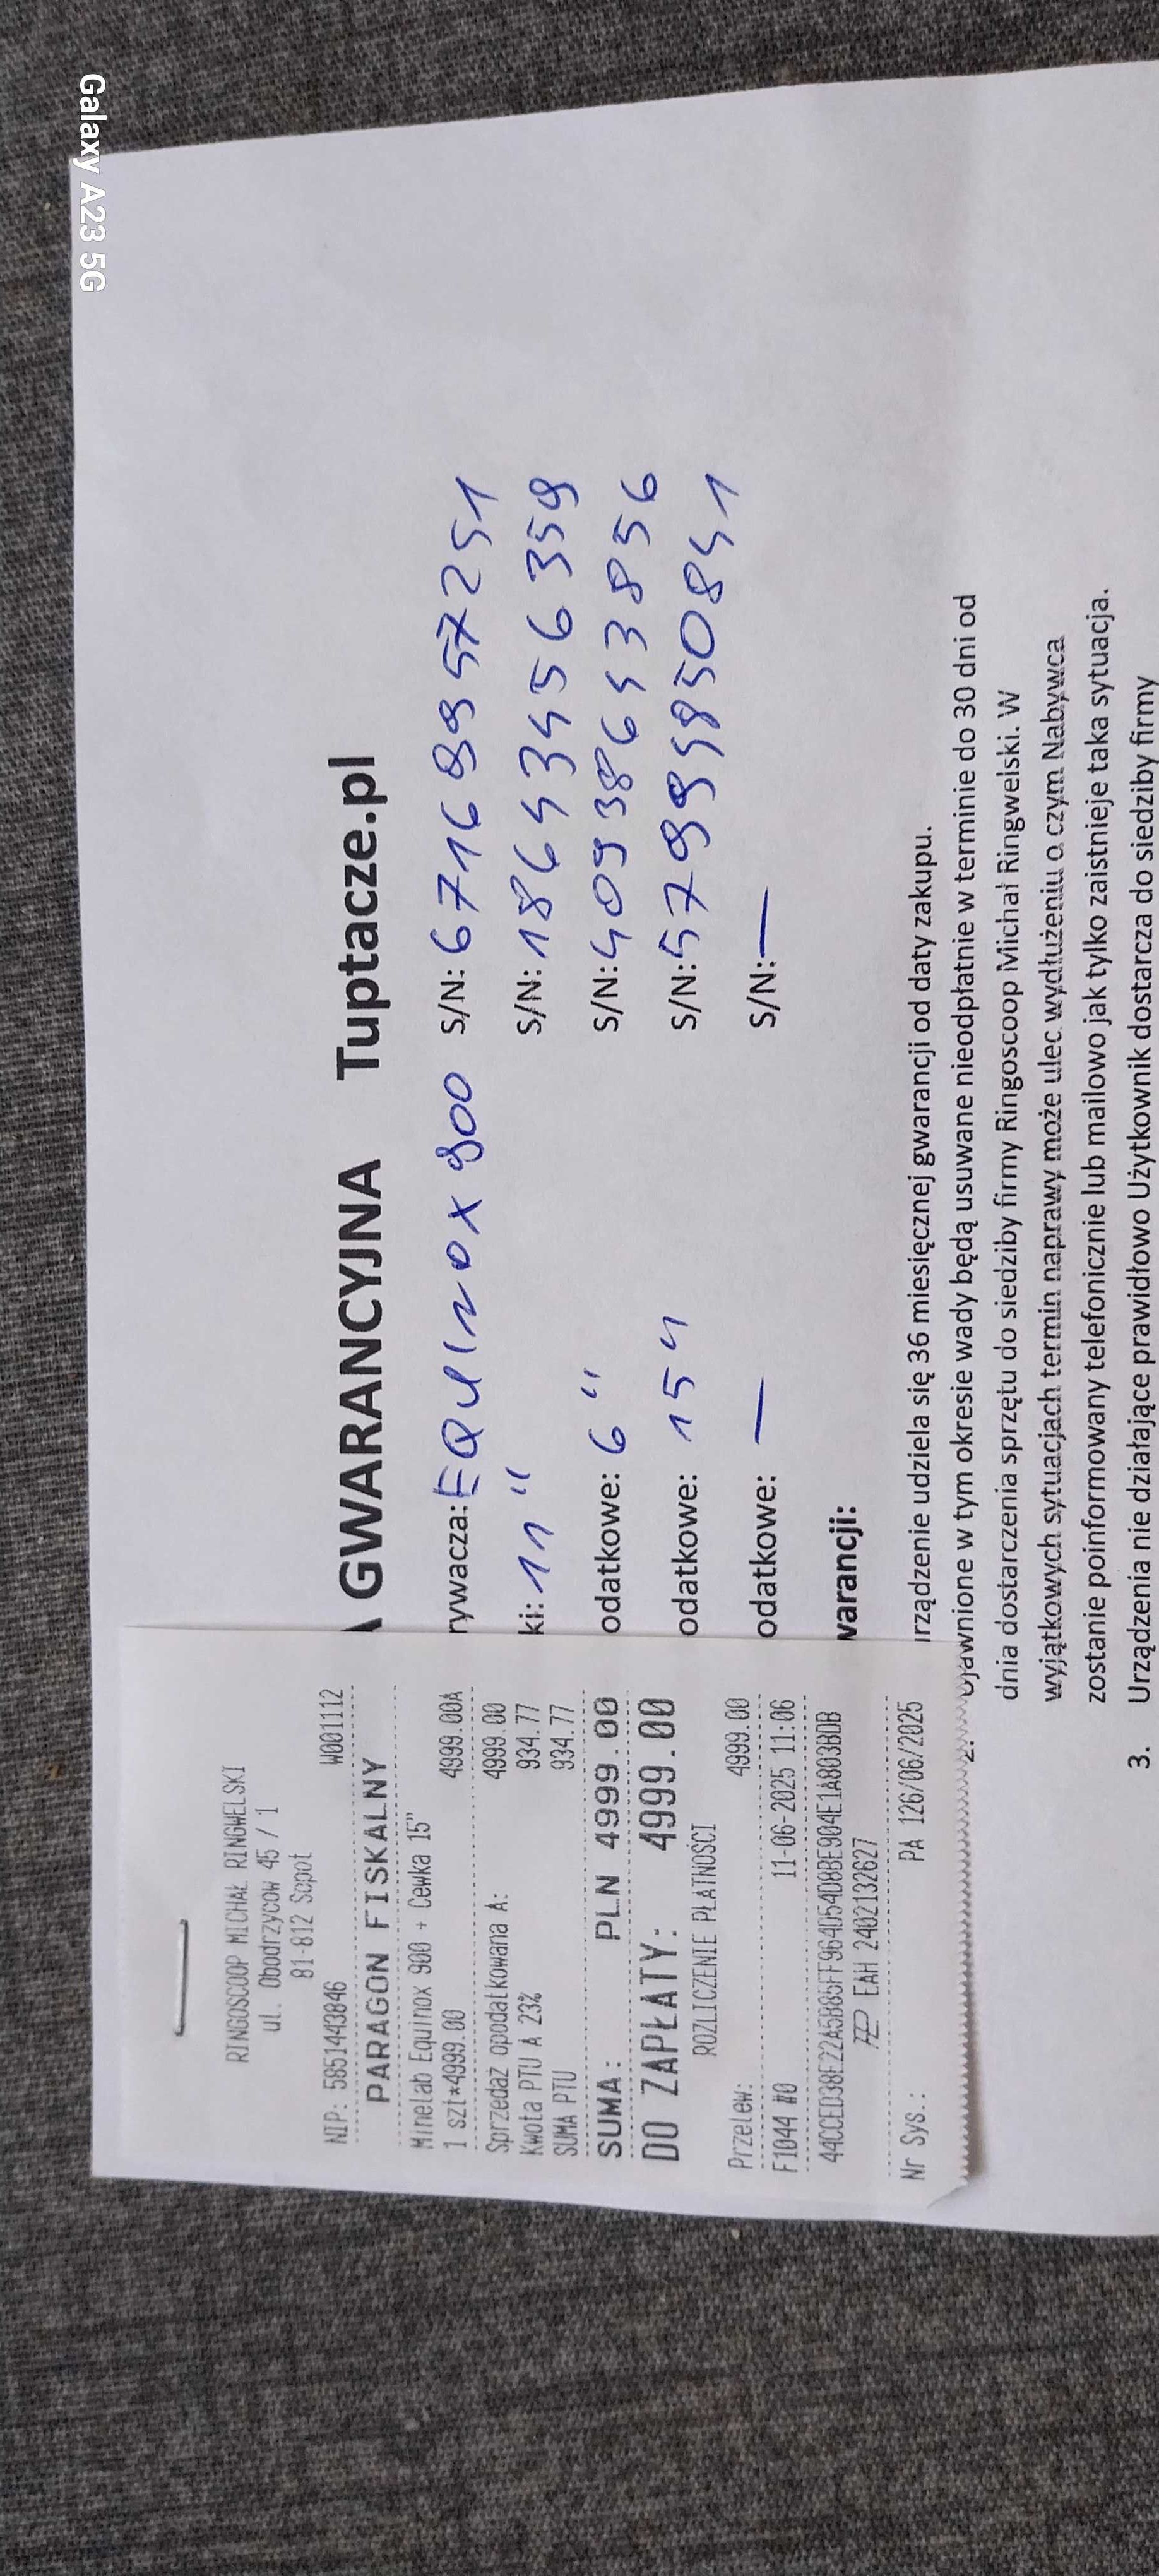 Galaxy A23 5G
RINGOSCOOP MICHAŁ RINGWELSKI
ul. Obodrzyców 45 / 1
81-812 Sopot
NIP: 5851443846 W001112
PARAGON FISKALNY
Minelab Equinox 900 + Cewka 15"
1 szt*4999.00 4999.00A
Sprzedaż opodatkowana A: 4999.00
Kwota PTU A 23% 934.77
SUMA PTU 934.77
SUMA: PLN 4999.00
DO ZAPŁATY: 4999.00
ROZLICZENIE PŁATNOŚCI
Przelew: 4999.00
F1044 #0 11-06-2025 11:06
EAH 2402132627
Nr Sys.: PA 126/06/2025
GWARANCYJNA Tuptacze.pl
rywacza: EQUINOX 900 S/N: 671689957251
ki: 11" S/N: 18643456359
odatkowe: 6" S/N: 409386453856
odatkowe: 15" S/N:
odatkowe: — S/N: —
warancji:
rządzenie udziela się 36 miesięcznej gwarancji od daty zakupu.
2. ujawnione w tym okresie wady będą usuwane nieodpłatnie w terminie do 30 dni od
dnia dostarczenia sprzętu do siedziby firmy Ringoscoop Michał Ringwelski. W
wyjątkowych sytuacjach termin naprawy może ulec wydłużeniu o czym Nabywca
zostanie poinformowany telefonicznie lub mailowo jak tylko zaistnieje taka sytuacja.
3. Urządzenia nie działające prawidłowo Użytkownik dostarcza do siedziby firmy